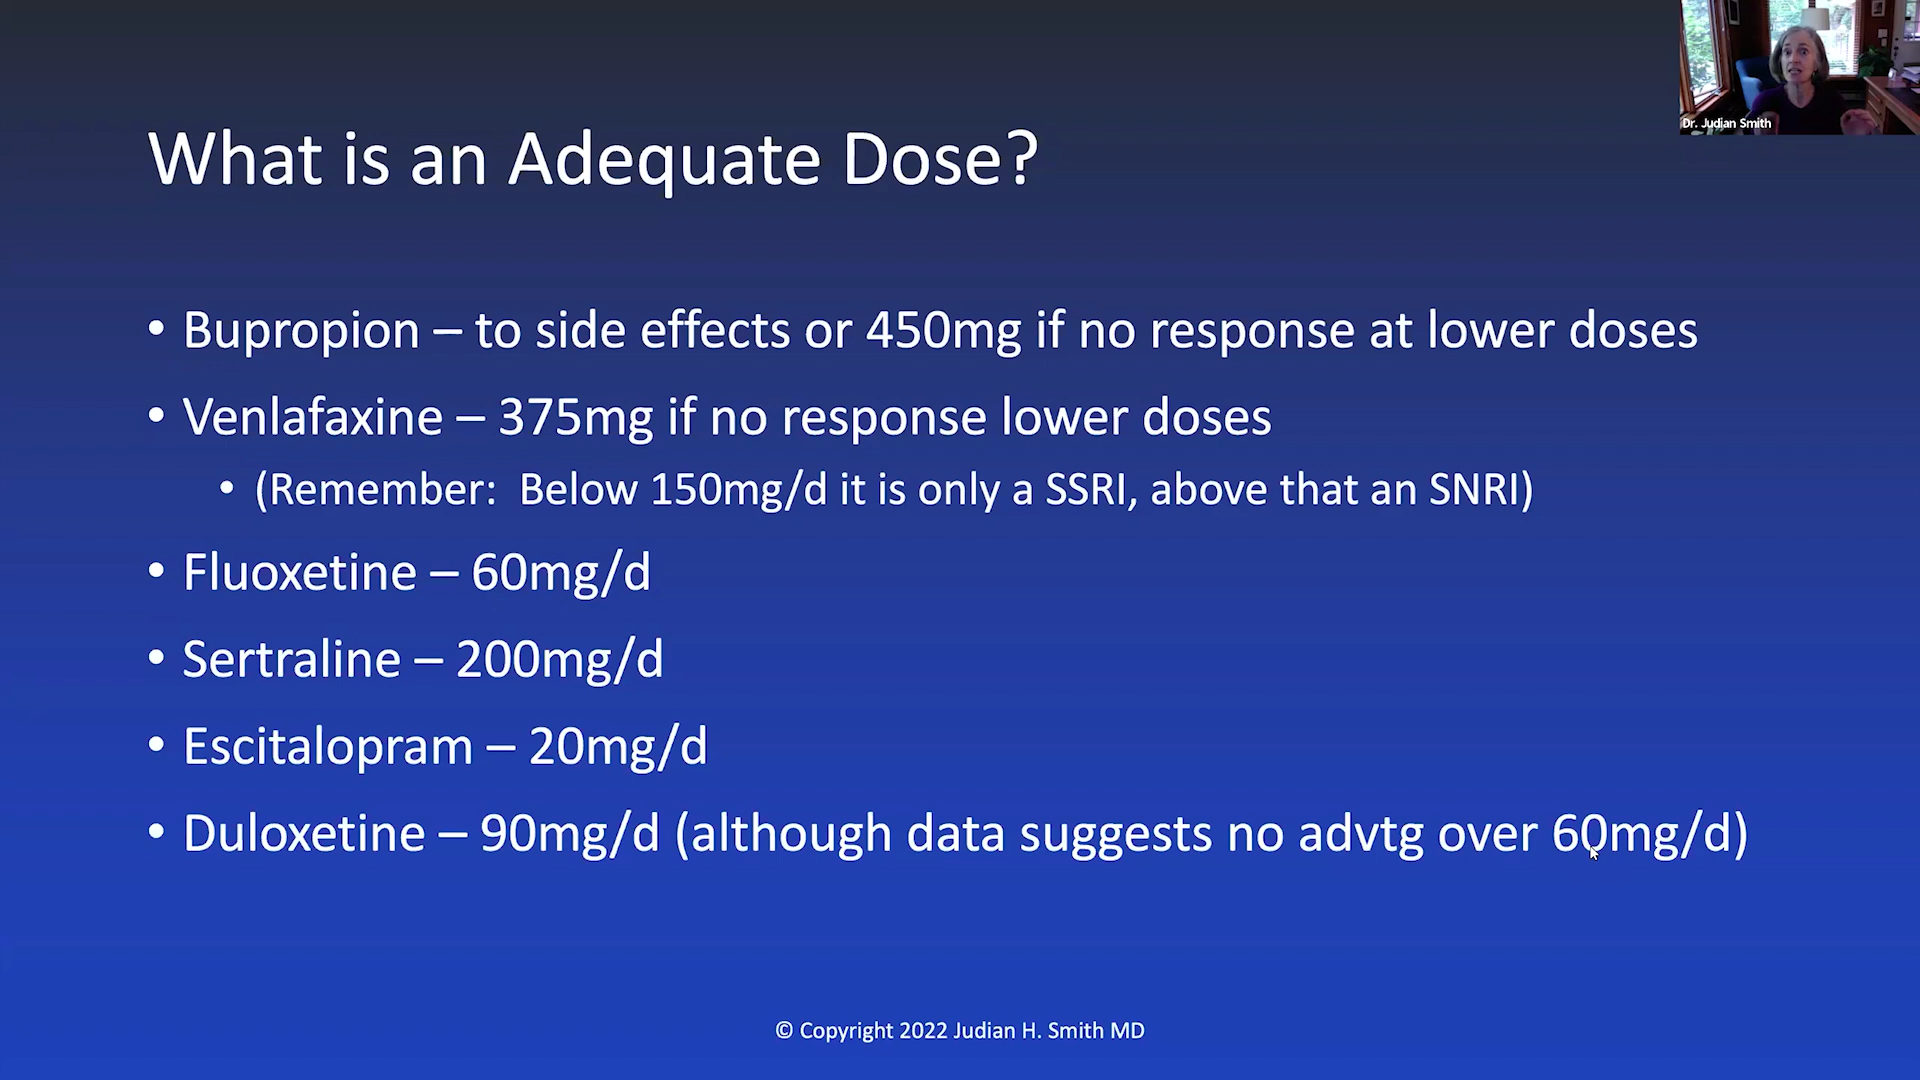 Dr. Judian Smith
What is an Adequate Dose?
• Bupropion – to side effects or 450mg if no response at lower doses
• Venlafaxine – 375mg if no response lower doses
• (Remember:  Below 150mg/d it is only a SSRI, above that an SNRI)
• Fluoxetine – 60mg/d
• Sertraline – 200mg/d
• Escitalopram – 20mg/d
• Duloxetine – 90mg/d (although data suggests no advtg over 60mg/d)
© Copyright 2022 Judian H. Smith MD